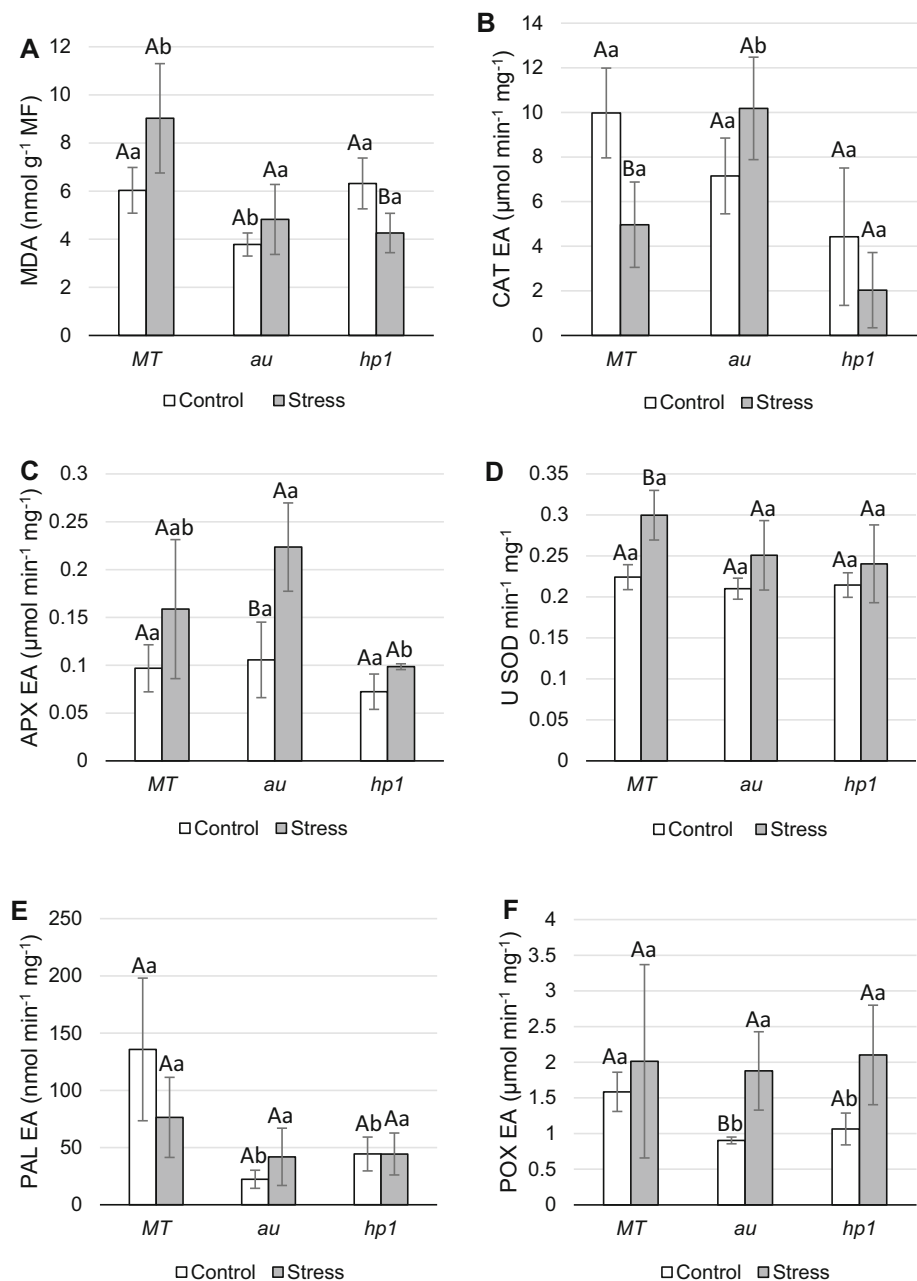 A
MDA (nmol g⁻¹ MF)
12
10
8
6
4
2
0
Aa
Ab
Ab
Aa
Aa
Ba
MT
au
hp1
Control
Stress
B
CAT EA (µmol min⁻¹ mg⁻¹)
14
12
10
8
6
4
2
0
Aa
Ba
Aa
Ab
Aa
Aa
MT
au
hp1
Control
Stress
C
APX EA (µmol min⁻¹ mg⁻¹)
0.3
0.25
0.2
0.15
0.1
0.05
0
Aa
Aab
Ba
Aa
Aa
Ab
MT
au
hp1
Control
Stress
D
U SOD min⁻¹ mg⁻¹
0.35
0.3
0.25
0.2
0.15
0.1
0.05
0
Aa
Ba
Aa
Aa
Aa
Aa
MT
au
hp1
Control
Stress
E
PAL EA (nmol min⁻¹ mg⁻¹)
250
200
150
100
50
0
Aa
Aa
Ab
Aa
Ab
Aa
MT
au
hp1
Control
Stress
F
POX EA (µmol min⁻¹ mg⁻¹)
4
3.5
3
2.5
2
1.5
1
0.5
0
Aa
Aa
Bb
Aa
Ab
Aa
MT
au
hp1
Control
Stress